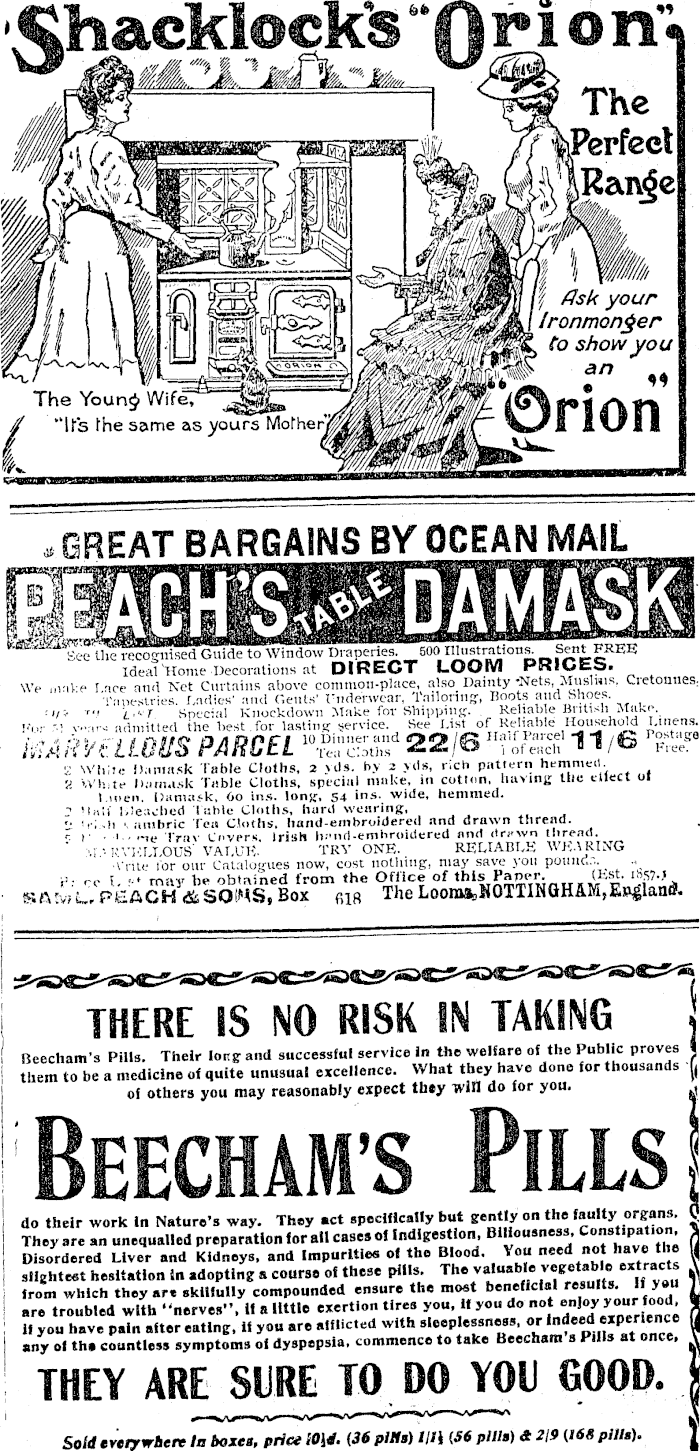 Shacklock's "Orion"
The
Perfect
Range
Ask your
Ironmonger
to show you
an
"Orion"
ORION
The Young Wife,
"It's the same as yours Mother"
GREAT BARGAINS BY OCEAN MAIL
PEACH'S TABLE DAMASK
See the recognised Guide to Window Draperies. 500 Illustrations. Sent FREE
Ideal Home Decorations at DIRECT LOOM PRICES.
We make Lace and Net Curtains above common-place, also Dainty Nets, Muslins, Cretonnes,
Tapestries. Ladies' and Gents' Underwear, Tailoring, Boots and Shoes.
Special Knockdown Make for Shipping. Reliable British Make.
years admitted the best for lasting service. See List of Reliable Household Linens.
MARVELLOUS PARCEL 10 Dinner and Tea Cloths 22/6 Half Parcel 1 of each 11/6 Postage Free.
2 White Damask Table Cloths, 2 yds. by 2 yds, rich pattern hemmed.
2 White Damask Table Cloths, special make, in cotton, having the effect of
Linen, Damask, 60 ins. long, 54 ins. wide, hemmed.
2 Half Bleached Table Cloths, hard wearing,
2 Irish Cambric Tea Cloths, hand-embroidered and drawn thread.
Tray Covers, Irish hand-embroidered and drawn thread.
MARVELLOUS VALUE. TRY ONE. RELIABLE WEARING
Write for our Catalogues now, cost nothing, may save you pounds.
may be obtained from the Office of this Paper. (Est. 1857.)
SAML. PEACH & SONS, Box 618 The Looms, NOTTINGHAM, England.
THERE IS NO RISK IN TAKING
Beecham's Pills. Their long and successful service in the welfare of the Public proves
them to be a medicine of quite unusual excellence. What they have done for thousands
of others you may reasonably expect they will do for you.
BEECHAM'S PILLS
do their work in Nature's way. They act specifically but gently on the faulty organs.
They are an unequalled preparation for all cases of Indigestion, Biliousness, Constipation,
Disordered Liver and Kidneys, and Impurities of the Blood. You need not have the
slightest hesitation in adopting a course of these pills. The valuable vegetable extracts
from which they are skilfully compounded ensure the most beneficial results. If you
are troubled with "nerves", if a little exertion tires you, if you do not enjoy your food,
if you have pain after eating, if you are afflicted with sleeplessness, or indeed experience
any of the countless symptoms of dyspepsia, commence to take Beecham's Pills at once,
THEY ARE SURE TO DO YOU GOOD.
Sold everywhere in boxes, price 10½d. (36 pills) 1/1½ (56 pills) & 2/9 (168 pills).